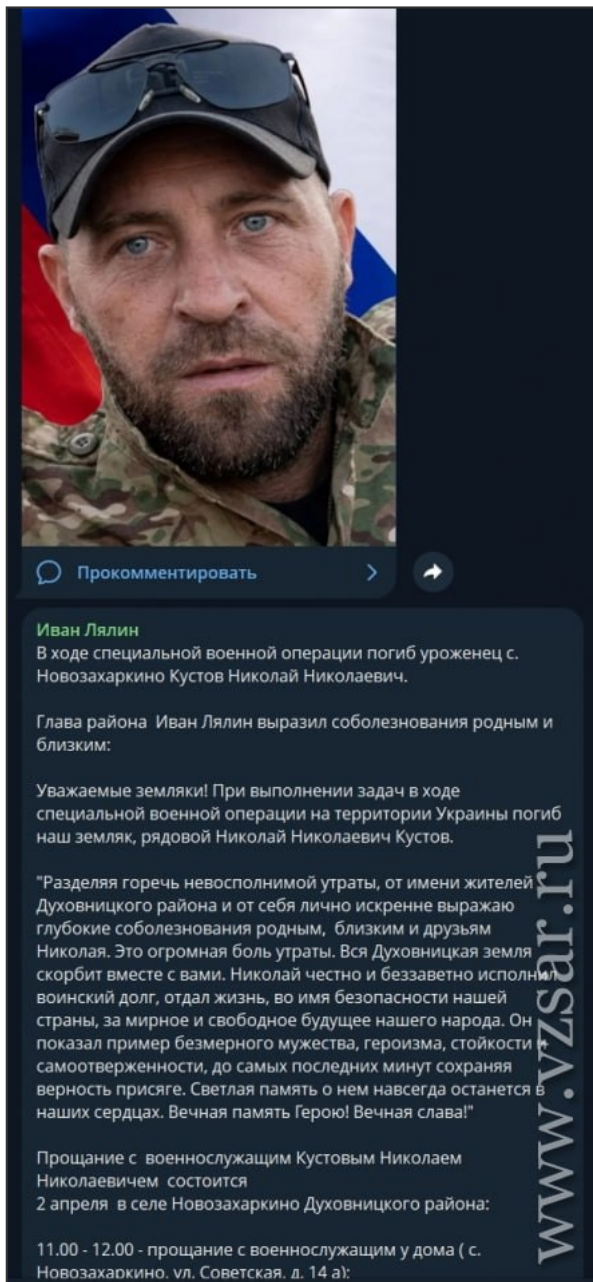 Прокомментировать
Иван Лялин
В ходе специальной военной операции погиб уроженец с.
Новозахаркино Кустов Николай Николаевич.
Глава района  Иван Лялин выразил соболезнования родным и
близким:
Уважаемые земляки! При выполнении задач в ходе
специальной военной операции на территории Украины погиб
наш земляк, рядовой Николай Николаевич Кустов.
"Разделяя горечь невосполнимой утраты, от имени жителей
Духовницкого района и от себя лично искренне выражаю
глубокие соболезнования родным,  близким и друзьям
Николая. Это огромная боль утраты. Вся Духовницкая земля
скорбит вместе с вами. Николай честно и беззаветно исполнил
воинский долг, отдал жизнь, во имя безопасности нашей
страны, за мирное и свободное будущее нашего народа. Он
показал пример безмерного мужества, героизма, стойкости и
самоотверженности, до самых последних минут сохраняя
верность присяге. Светлая память о нем навсегда останется в
наших сердцах. Вечная память Герою! Вечная слава!"
Прощание с  военнослужащим Кустовым Николаем
Николаевичем  состоится
2 апреля  в селе Новозахаркино Духовницкого района:
11.00 - 12.00 - прощание с военнослужащим у дома ( с.
Новозахаркино, ул. Советская, д. 14 а);
www.vzsar.ru